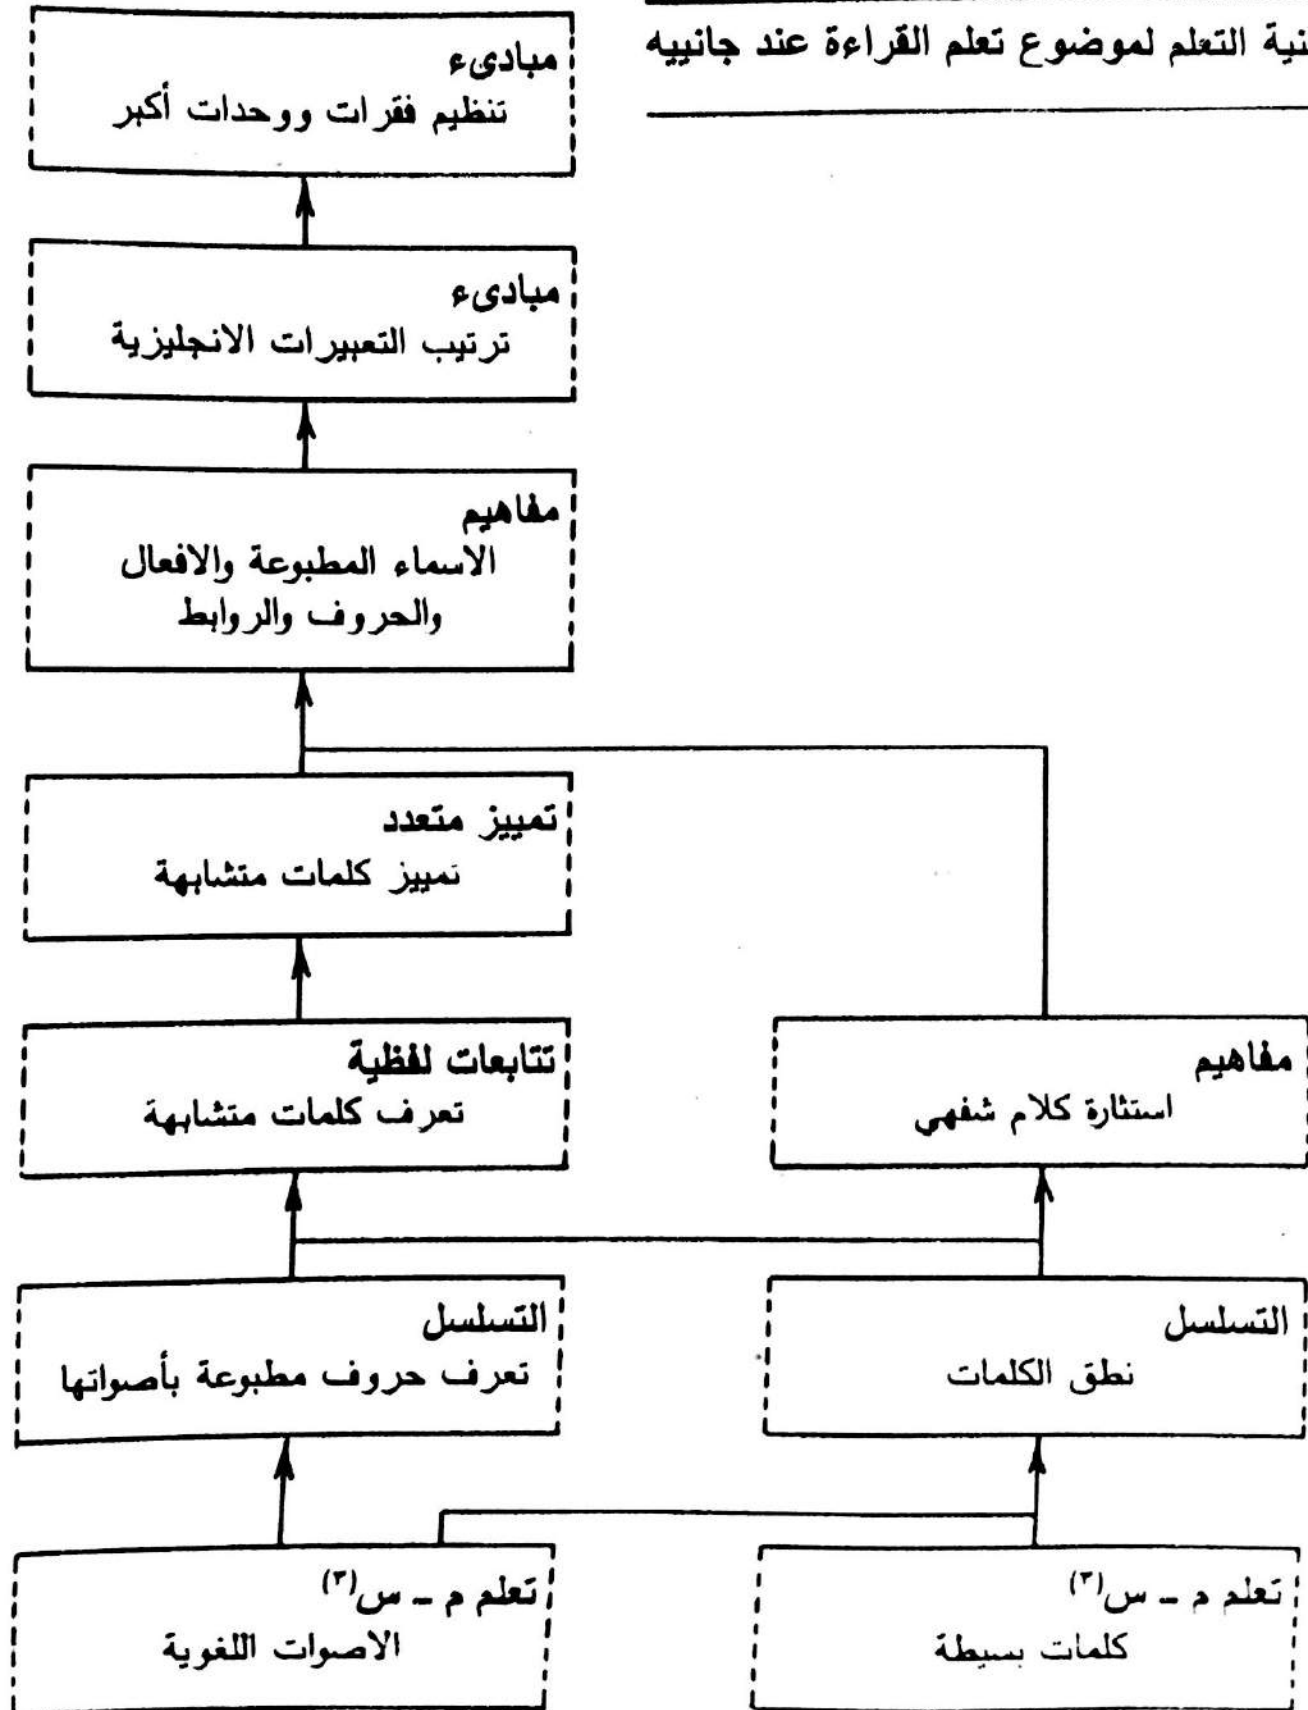 نية التعلم لموضوع تعلم القراءة عند جانييه
مبادىء
تنظيم فقرات ووحدات أكبر
مبادىء
ترتيب التعبيرات الانجليزية
مفاهيم
الاسماء المطبوعة والافعال
والحروف والروابط
تمييز متعدد
تمييز كلمات متشابهة
مفاهيم
استثارة كلام شفهي
تتابعات لفظية
تعرف كلمات متشابهة
التسلسل
نطق الكلمات
التسلسل
تعرف حروف مطبوعة بأصواتها
تعلم م - س(٣)
كلمات بسيطة
تعلم م - س(٣)
الاصوات اللغوية